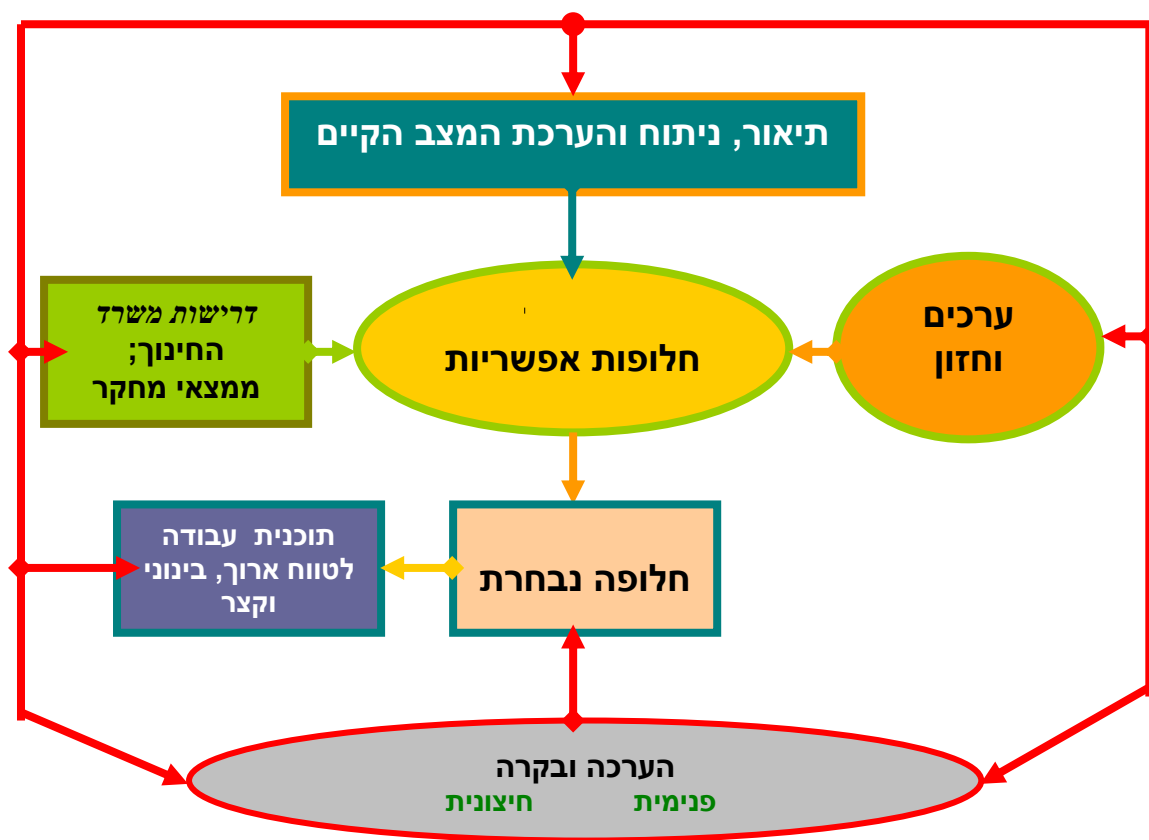 תיאור, ניתוח והערכת המצב הקיים
ערכים
וחזון
חלופות אפשריות
דרישות משרד
החינוך;
ממצאי מחקר
חלופה נבחרת
תוכנית עבודה
לטווח ארוך, בינוני
וקצר
הערכה ובקרה
פנימית חיצונית